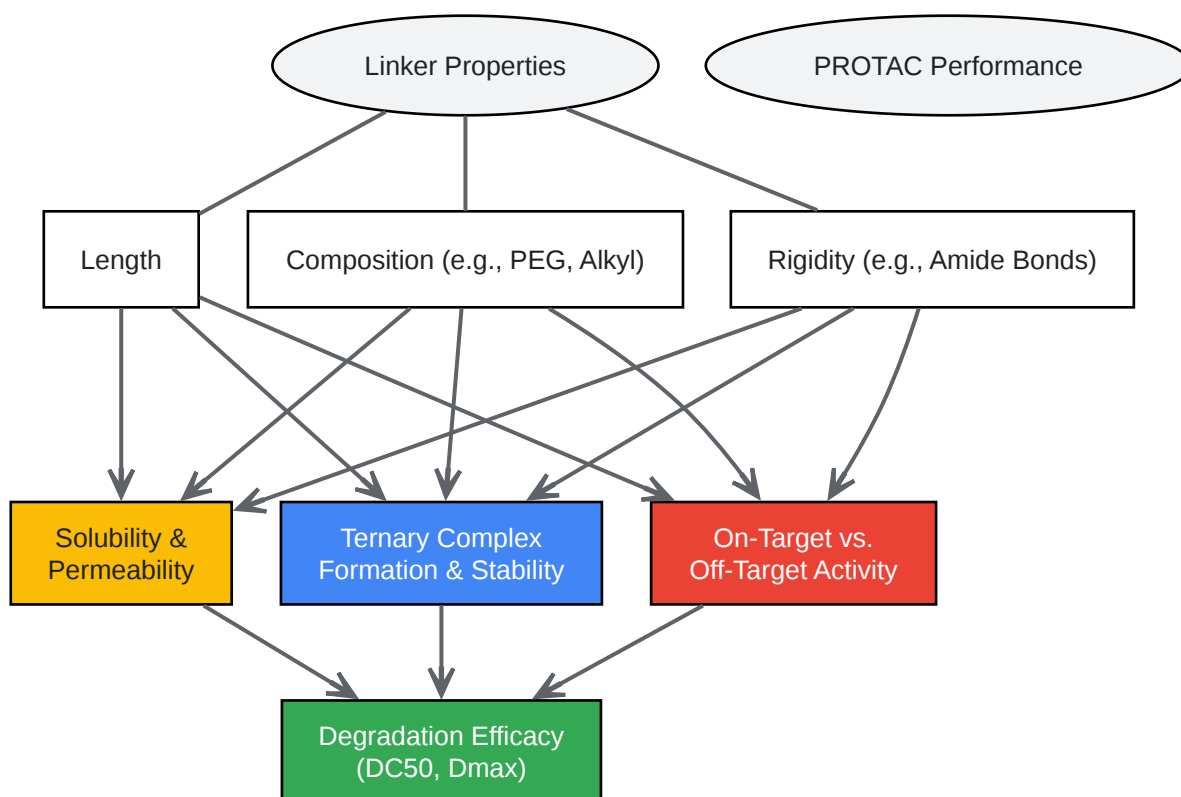 Linker Properties
PROTAC Performance
Length
Composition (e.g., PEG, Alkyl)
Rigidity (e.g., Amide Bonds)
Solubility &
Permeability
Ternary Complex
Formation & Stability
On-Target vs.
Off-Target Activity
Degradation Efficacy
(DC50, Dmax)